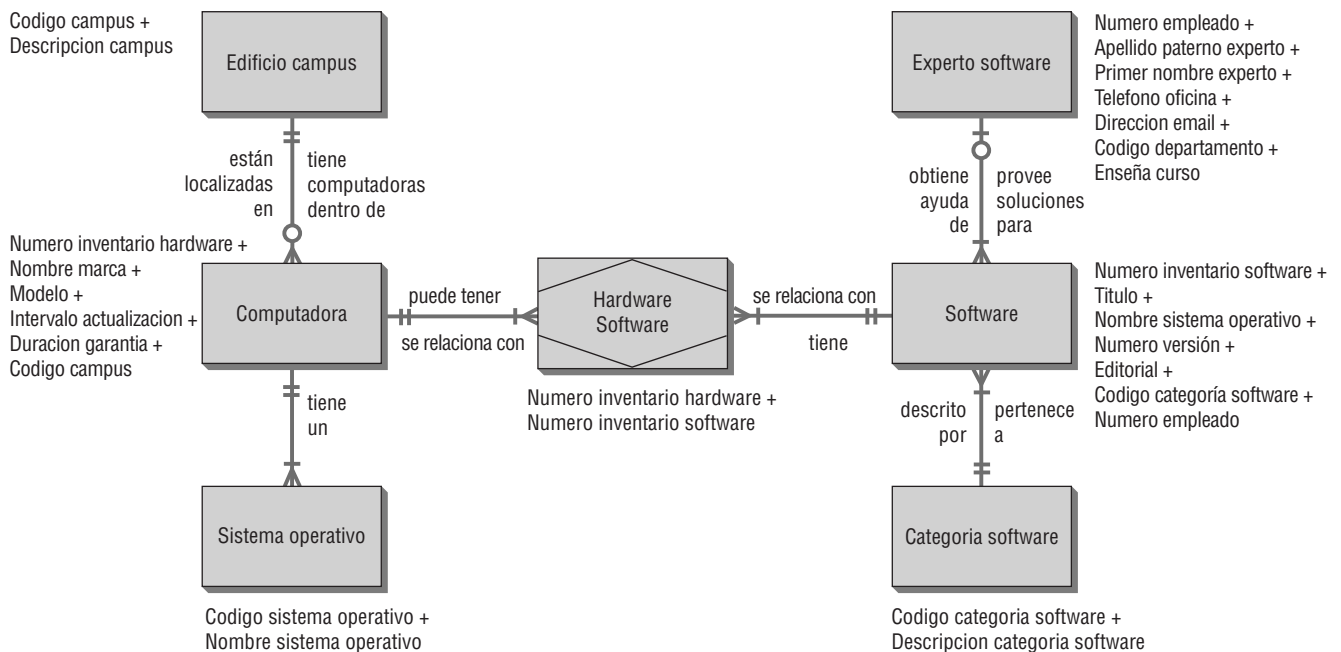 Codigo campus +
Descripcion campus
Edificio campus
Experto software
Numero empleado +
Apellido paterno experto +
Primer nombre experto +
Telefono oficina +
Direccion email +
Codigo departamento +
Enseña curso
están
localizadas
en
tiene
computadoras
dentro de
obtiene
ayuda
de
provee
soluciones
para
Numero inventario hardware +
Nombre marca +
Modelo +
Intervalo actualizacion +
Duracion garantia +
Codigo campus
Computadora
puede tener
se relaciona con
Hardware
Software
Numero inventario hardware +
Numero inventario software
se relaciona con
tiene
Software
Numero inventario software +
Titulo +
Nombre sistema operativo +
Numero versión +
Editorial +
Codigo categoría software +
Numero empleado
tiene
un
descrito
por
pertenece
a
Sistema operativo
Codigo sistema operativo +
Nombre sistema operativo
Categoria software
Codigo categoria software +
Descripcion categoria software